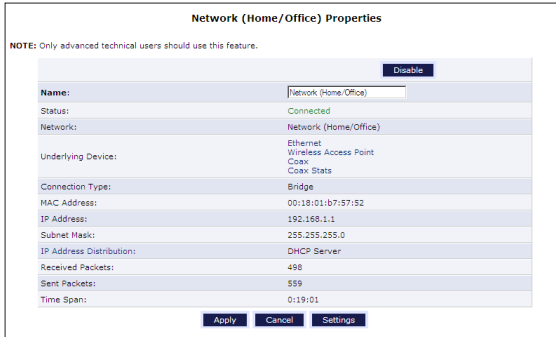 Network (Home/Office) Properties
NOTE: Only advanced technical users should use this feature.
Disable
Name: Network (Home/Office)
Status: Connected
Network: Network (Home/Office)
Underlying Device: Ethernet
Wireless Access Point
Coax
Coax Stats
Connection Type: Bridge
MAC Address: 00:18:01:b7:57:52
IP Address: 192.168.1.1
Subnet Mask: 255.255.255.0
IP Address Distribution: DHCP Server
Received Packets: 498
Sent Packets: 559
Time Span: 0:19:01
Apply Cancel Settings